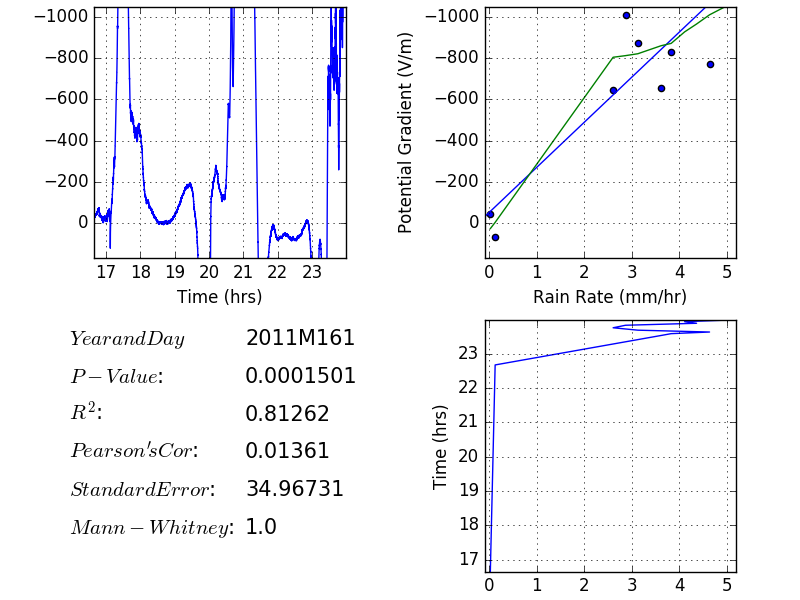 −1000
−800
−600
−400
−200
0
17 18 19 20 21 22 23
Time (hrs)
Potential Gradient (V/m)
−1000
−800
−600
−400
−200
0
0 1 2 3 4 5
Rain Rate (mm/hr)
YearandDay 2011M161
P−Value: 0.0001501
R²: 0.81262
Pearson'sCor: 0.01361
StandardError: 34.96731
Mann−Whitney: 1.0
Time (hrs)
23
22
21
20
19
18
17
0 1 2 3 4 5